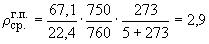 ρ г.п. ср. = 67,1/22,4 · 750/760 · 273/(5 + 273) = 2,9